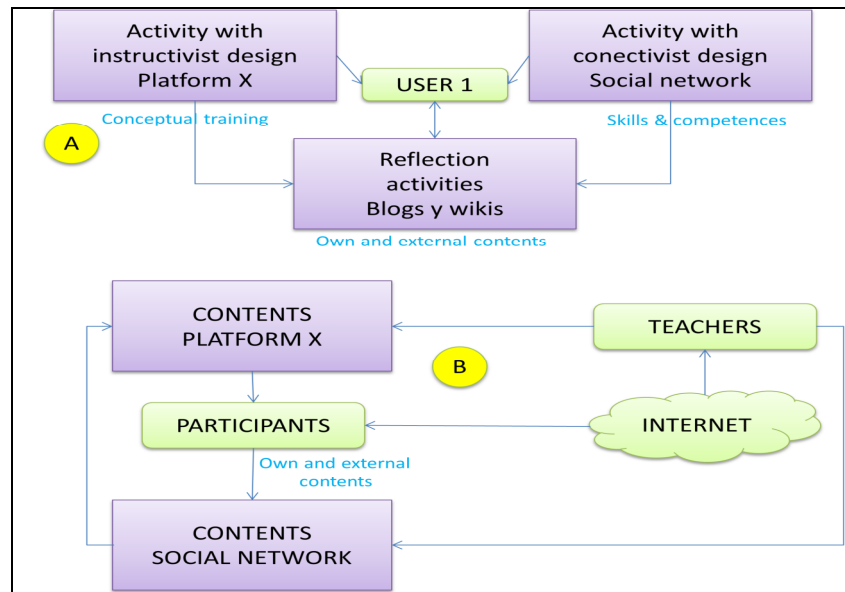 Activity with
instructivist design
Platform X
USER 1
Activity with
conectivist design
Social network
Conceptual training
Skills & competences
A
Reflection
activities
Blogs y wikis
Own and external contents
CONTENTS
PLATFORM X
TEACHERS
B
PARTICIPANTS
INTERNET
Own and external
contents
CONTENTS
SOCIAL NETWORK